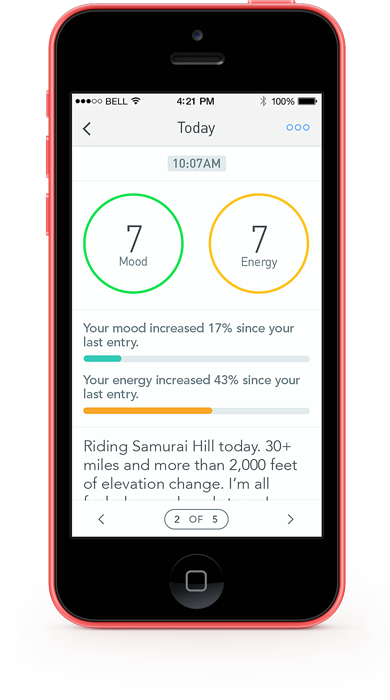 BELL 4:21 PM 100%
Today
10:07AM
7 7
Mood Energy
Your mood increased 17% since your
last entry.
Your energy increased 43% since your
last entry.
Riding Samurai Hill today. 30+
miles and more than 2,000 feet
of elevation change. I'm all
2 OF 5